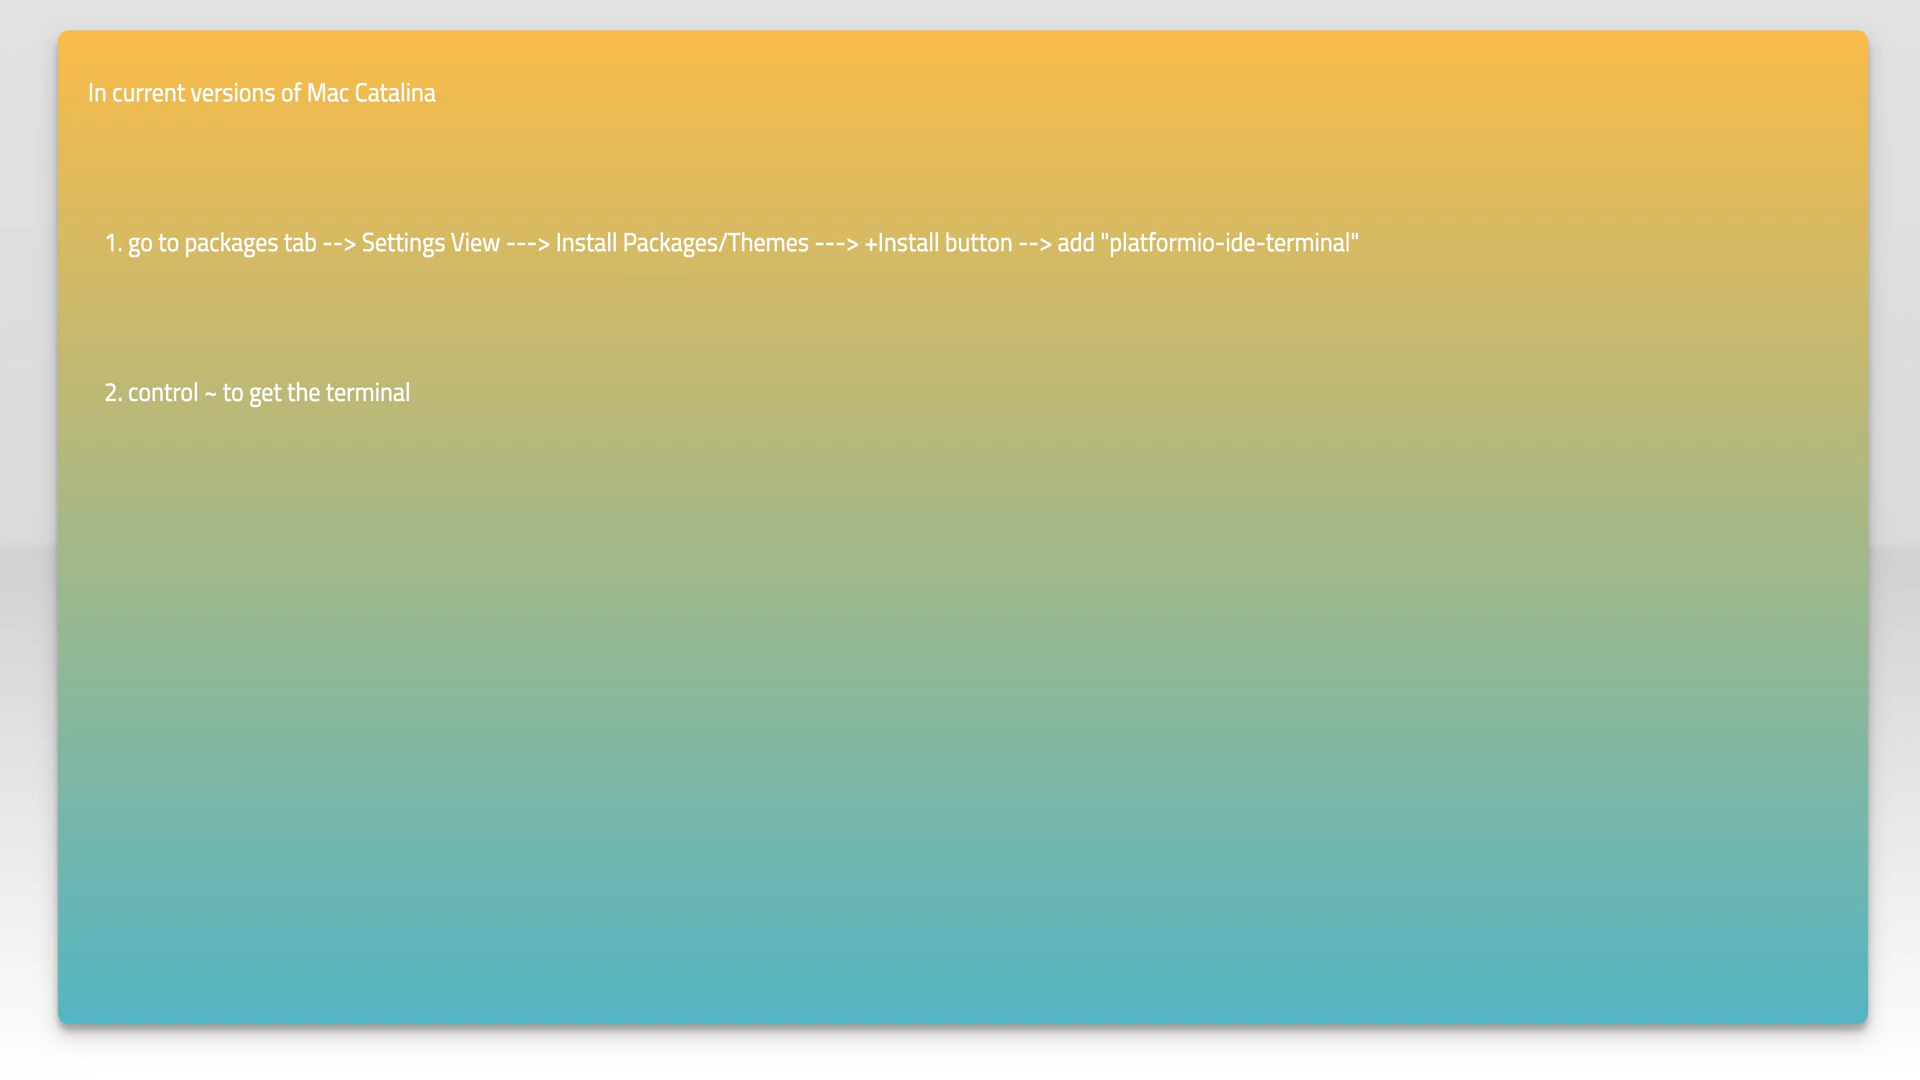 In current versions of Mac Catalina
1. go to packages tab --> Settings View ---> Install Packages/Themes ---> +Install button --> add "platformio-ide-terminal"
2. control ~ to get the terminal